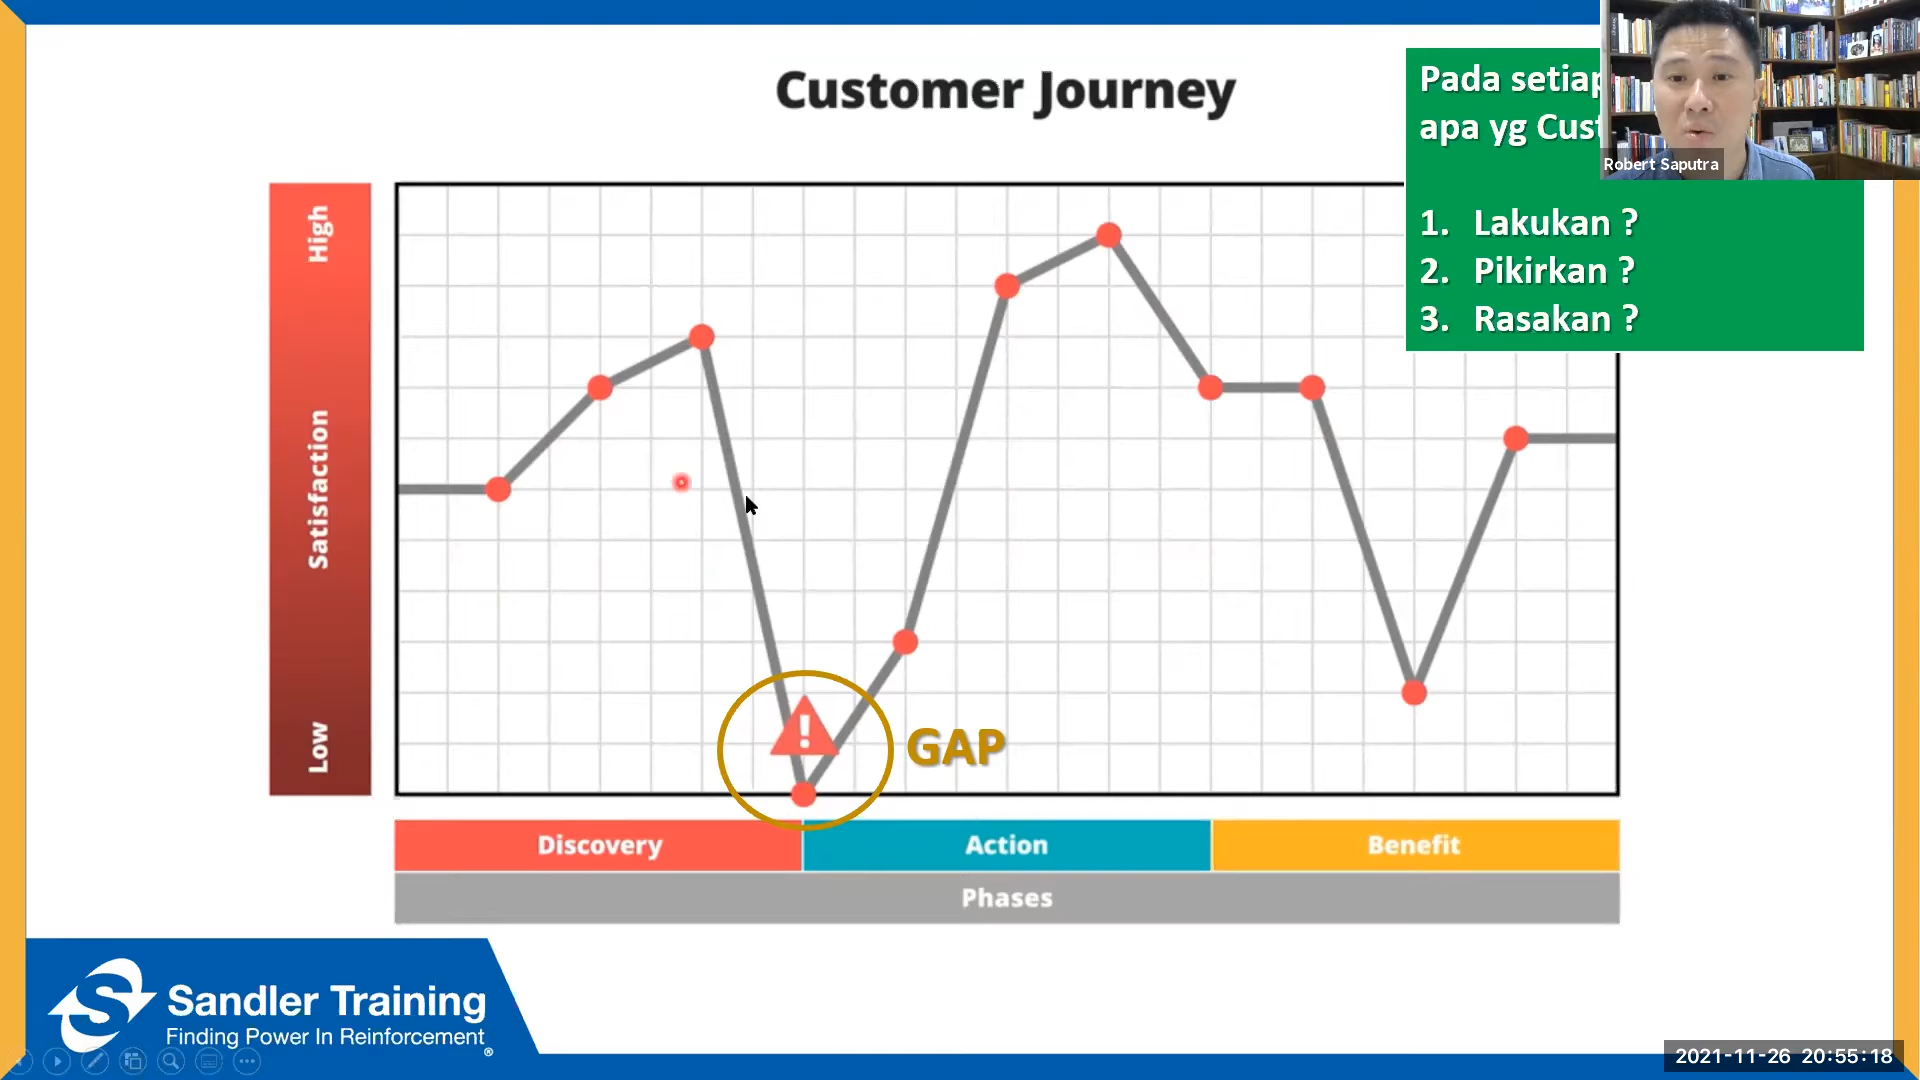 Customer Journey
Pada setiap
apa yg Cust
Robert Saputra
1. Lakukan ?
2. Pikirkan ?
3. Rasakan ?
High
Satisfaction
Low
!
GAP
Discovery
Action
Benefit
Phases
Sandler Training
Finding Power In Reinforcement®
2021-11-26 20:55:18